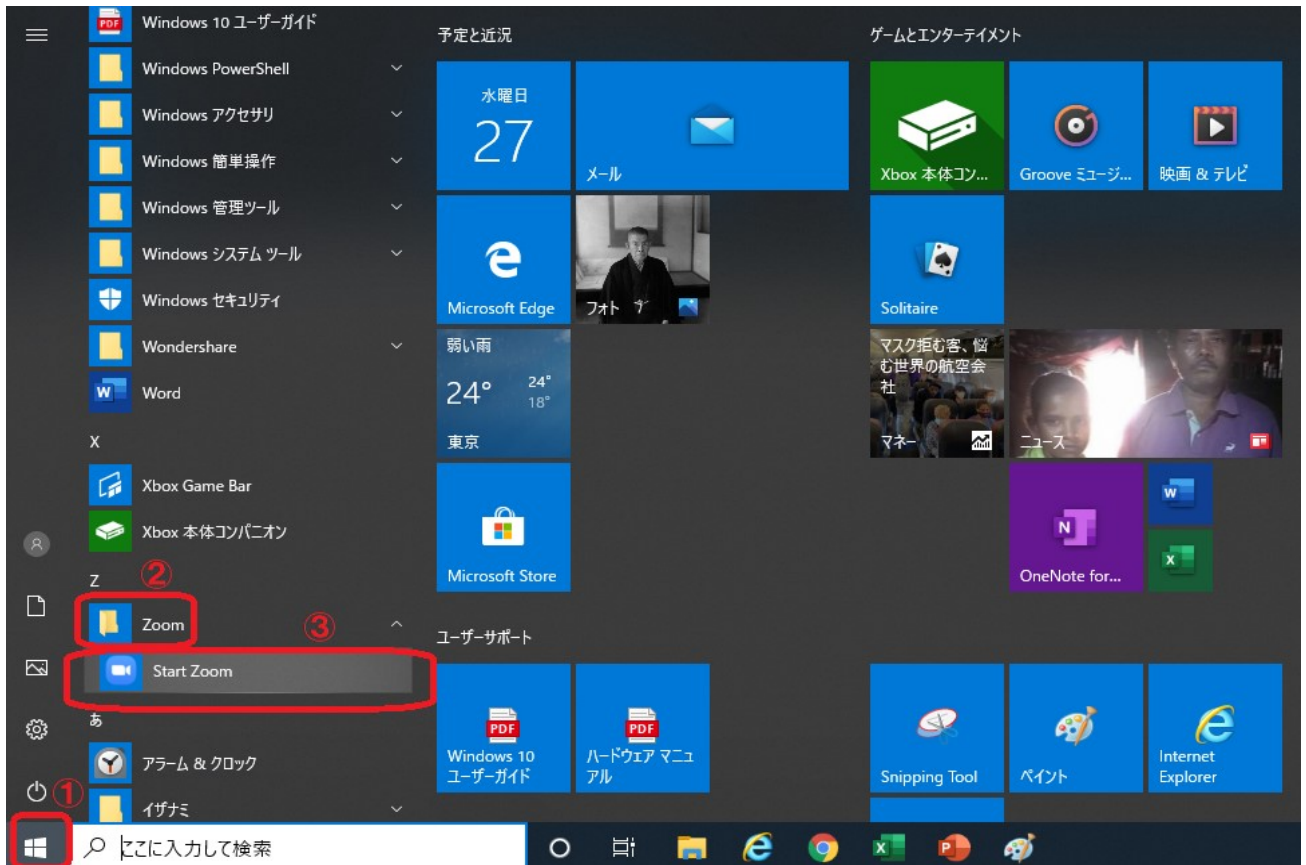 Windows 10 ユーザーガイド
Windows PowerShell
Windows アクセサリ
Windows 簡単操作
Windows 管理ツール
Windows システム ツール
Windows セキュリティ
Wondershare
Word
X
Xbox Game Bar
Xbox 本体コンパニオン
Z
②
Zoom
③
Start Zoom
あ
アラーム & クロック
①
イザナミ
予定と近況
水曜日
27
メール
Microsoft Edge
フォト
弱い雨
24°
24°
18°
東京
Microsoft Store
ユーザーサポート
PDF
Windows 10
ユーザーガイド
PDF
ハードウェア マニュ
アル
ゲームとエンターテイメント
Xbox 本体コン...
Groove ミュージ...
映画 & テレビ
Solitaire
マスク拒む客、悩
む世界の航空会
社
マネー
ニュース
OneNote for...
Snipping Tool
ペイント
Internet
Explorer
ここに入力して検索